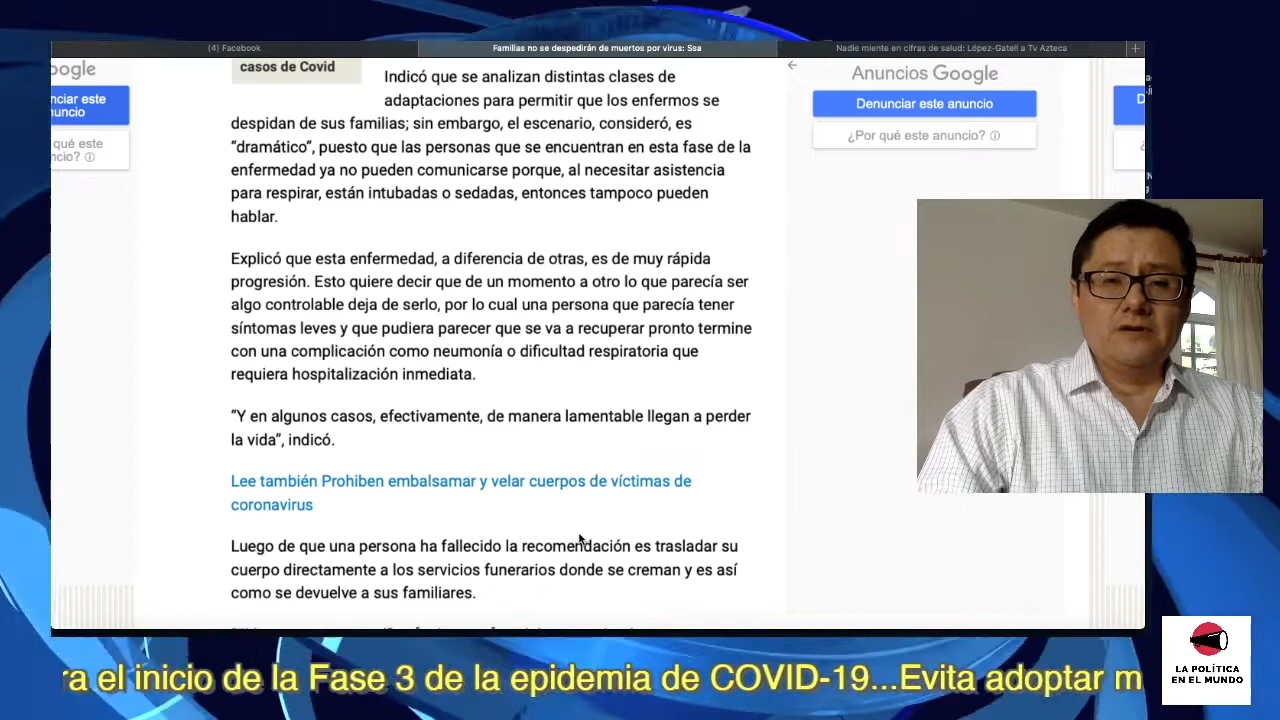 (4) Facebook
Familias no se despedirán de muertos por virus: Ssa
Nadie miente en cifras de salud: López-Gatell a Tv Azteca
casos de Covid
Indicó que se analizan distintas clases de
adaptaciones para permitir que los enfermos se
despidan de sus familias; sin embargo, el escenario, consideró, es
“dramático”, puesto que las personas que se encuentran en esta fase de la
enfermedad ya no pueden comunicarse porque, al necesitar asistencia
para respirar, están intubadas o sedadas, entonces tampoco pueden
hablar.
Explicó que esta enfermedad, a diferencia de otras, es de muy rápida
progresión. Esto quiere decir que de un momento a otro lo que parecía ser
algo controlable deja de serlo, por lo cual una persona que parecía tener
síntomas leves y que pudiera parecer que se va a recuperar pronto termine
con una complicación como neumonía o dificultad respiratoria que
requiera hospitalización inmediata.
“Y en algunos casos, efectivamente, de manera lamentable llegan a perder
la vida”, indicó.
Lee también Prohiben embalsamar y velar cuerpos de víctimas de
coronavirus
Luego de que una persona ha fallecido la recomendación es trasladar su
cuerpo directamente a los servicios funerarios donde se creman y es así
como se devuelve a sus familiares.
oogle
nciar este
nuncio
qué este
ncio?
Anuncios Google
Denunciar este anuncio
¿Por qué este anuncio?
D
ra el inicio de la Fase 3 de la epidemia de COVID-19...Evita adoptar m
LA POLÍTICA
EN EL MUNDO